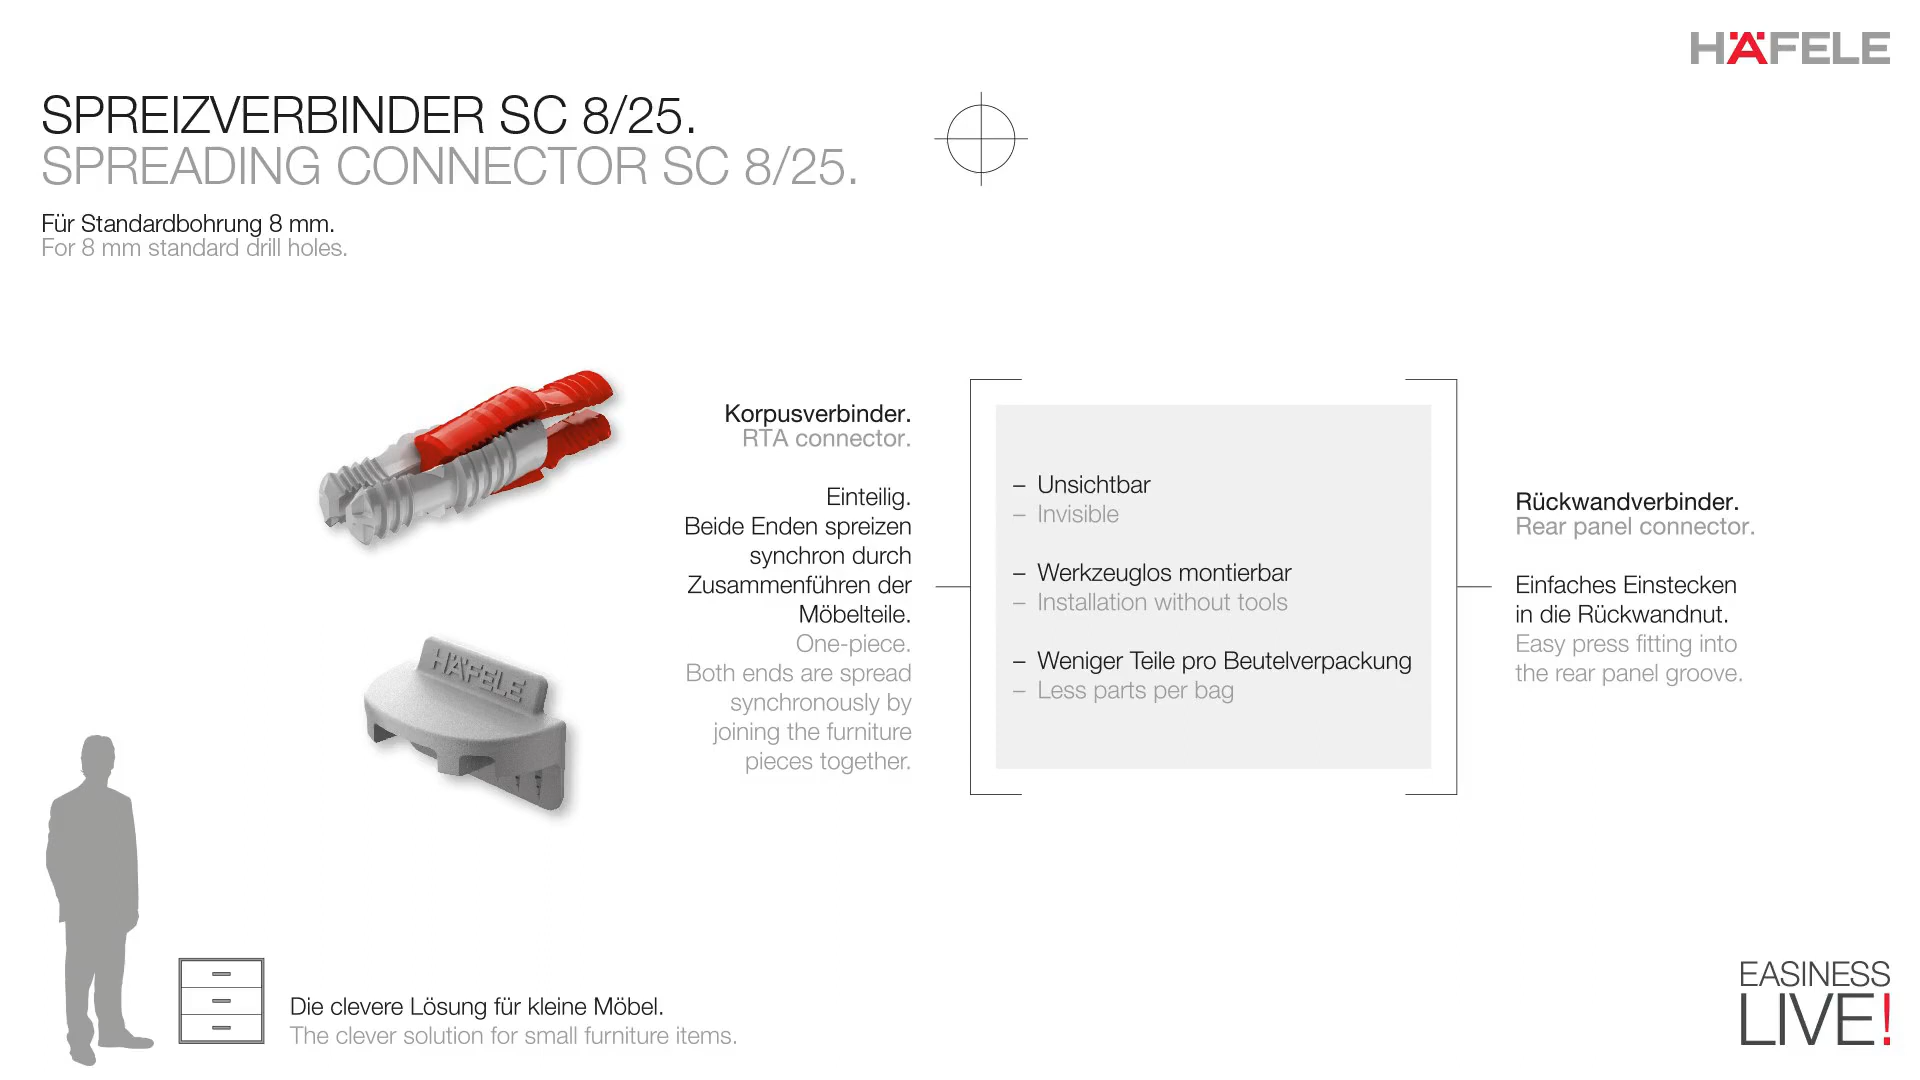 HÄFELE
SPREIZVERBINDER SC 8/25.
SPREADING CONNECTOR SC 8/25.
Für Standardbohrung 8 mm.
For 8 mm standard drill holes.
Korpusverbinder.
RTA connector.
Einteilig.
Beide Enden spreizen
synchron durch
Zusammenführen der
Möbelteile.
One-piece.
Both ends are spread
synchronously by
joining the furniture
pieces together.
– Unsichtbar
– Invisible
– Werkzeuglos montierbar
– Installation without tools
– Weniger Teile pro Beutelverpackung
– Less parts per bag
Rückwandverbinder.
Rear panel connector.
Einfaches Einstecken
in die Rückwandnut.
Easy press fitting into
the rear panel groove.
HÄFELE
Die clevere Lösung für kleine Möbel.
The clever solution for small furniture items.
EASINESS
LIVE!